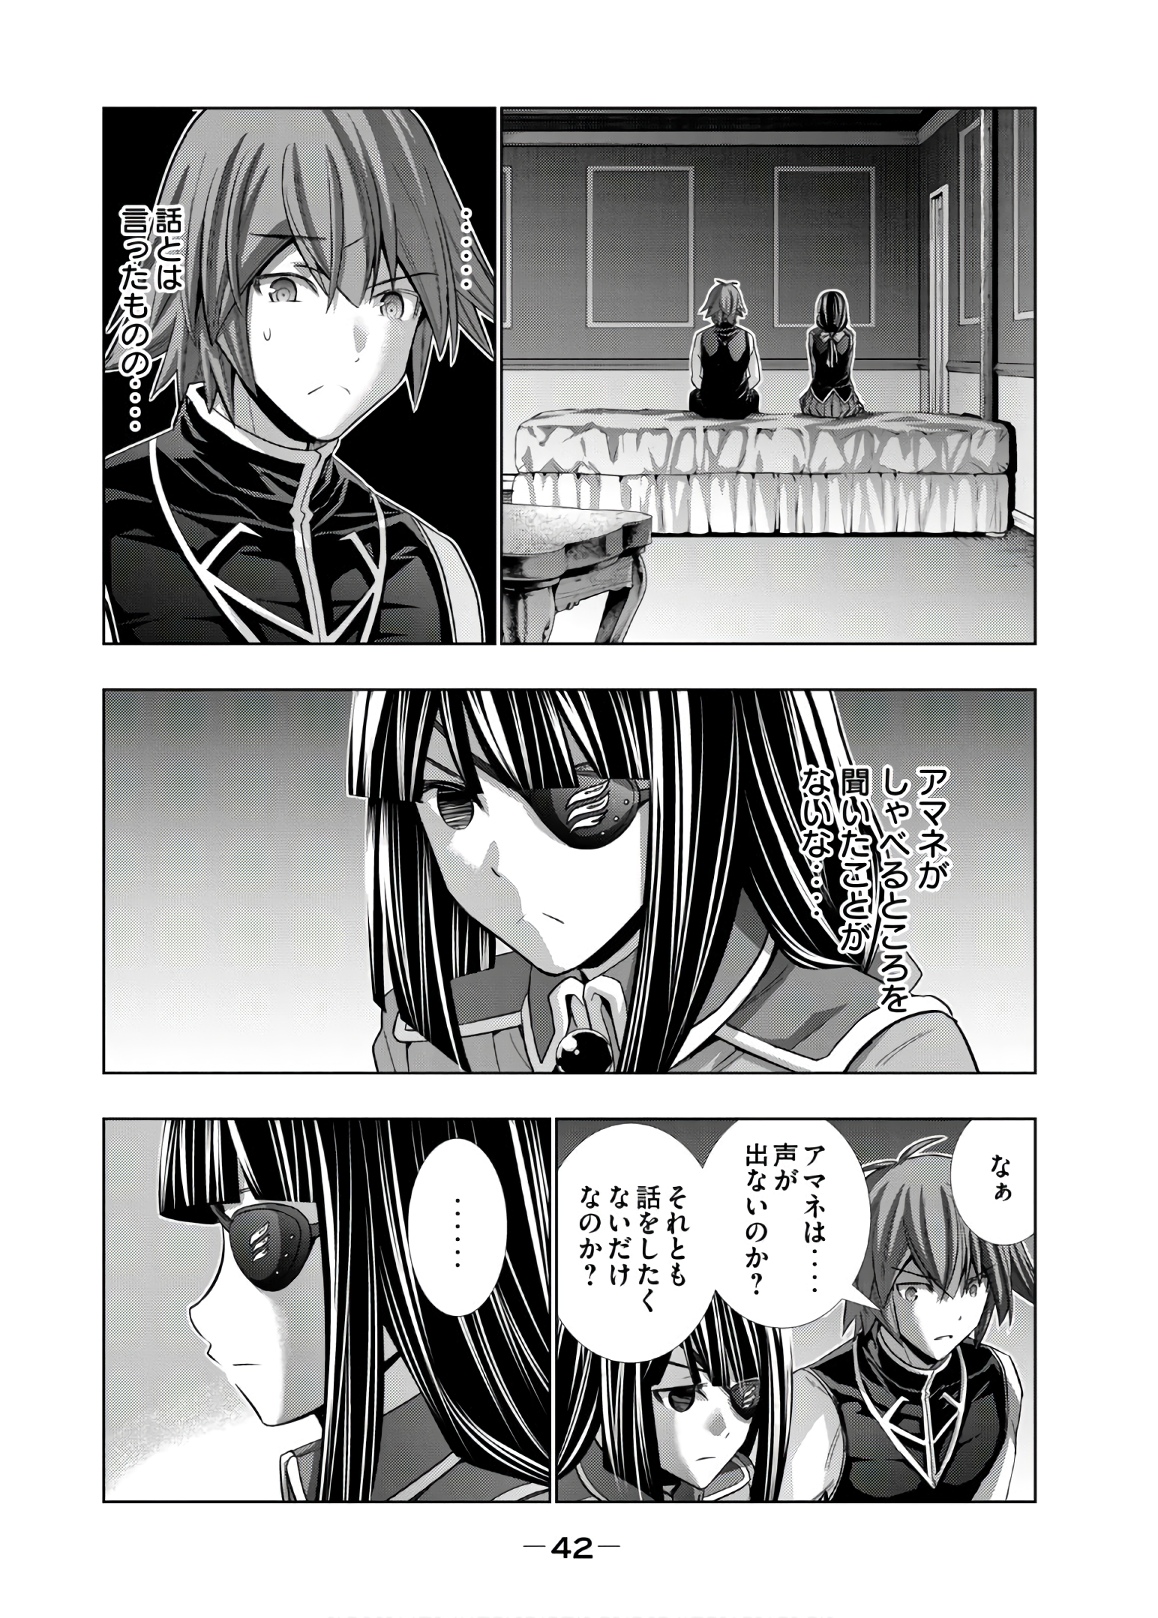 ‥‥‥
話とは
言ったものの‥‥
アマネが
しゃべるところを
聞いたことが
ないな‥‥
なぁ
アマネは‥‥
声が
出ないのか？
それとも
話をしたく
ないだけ
なのか？
‥‥‥
—42—